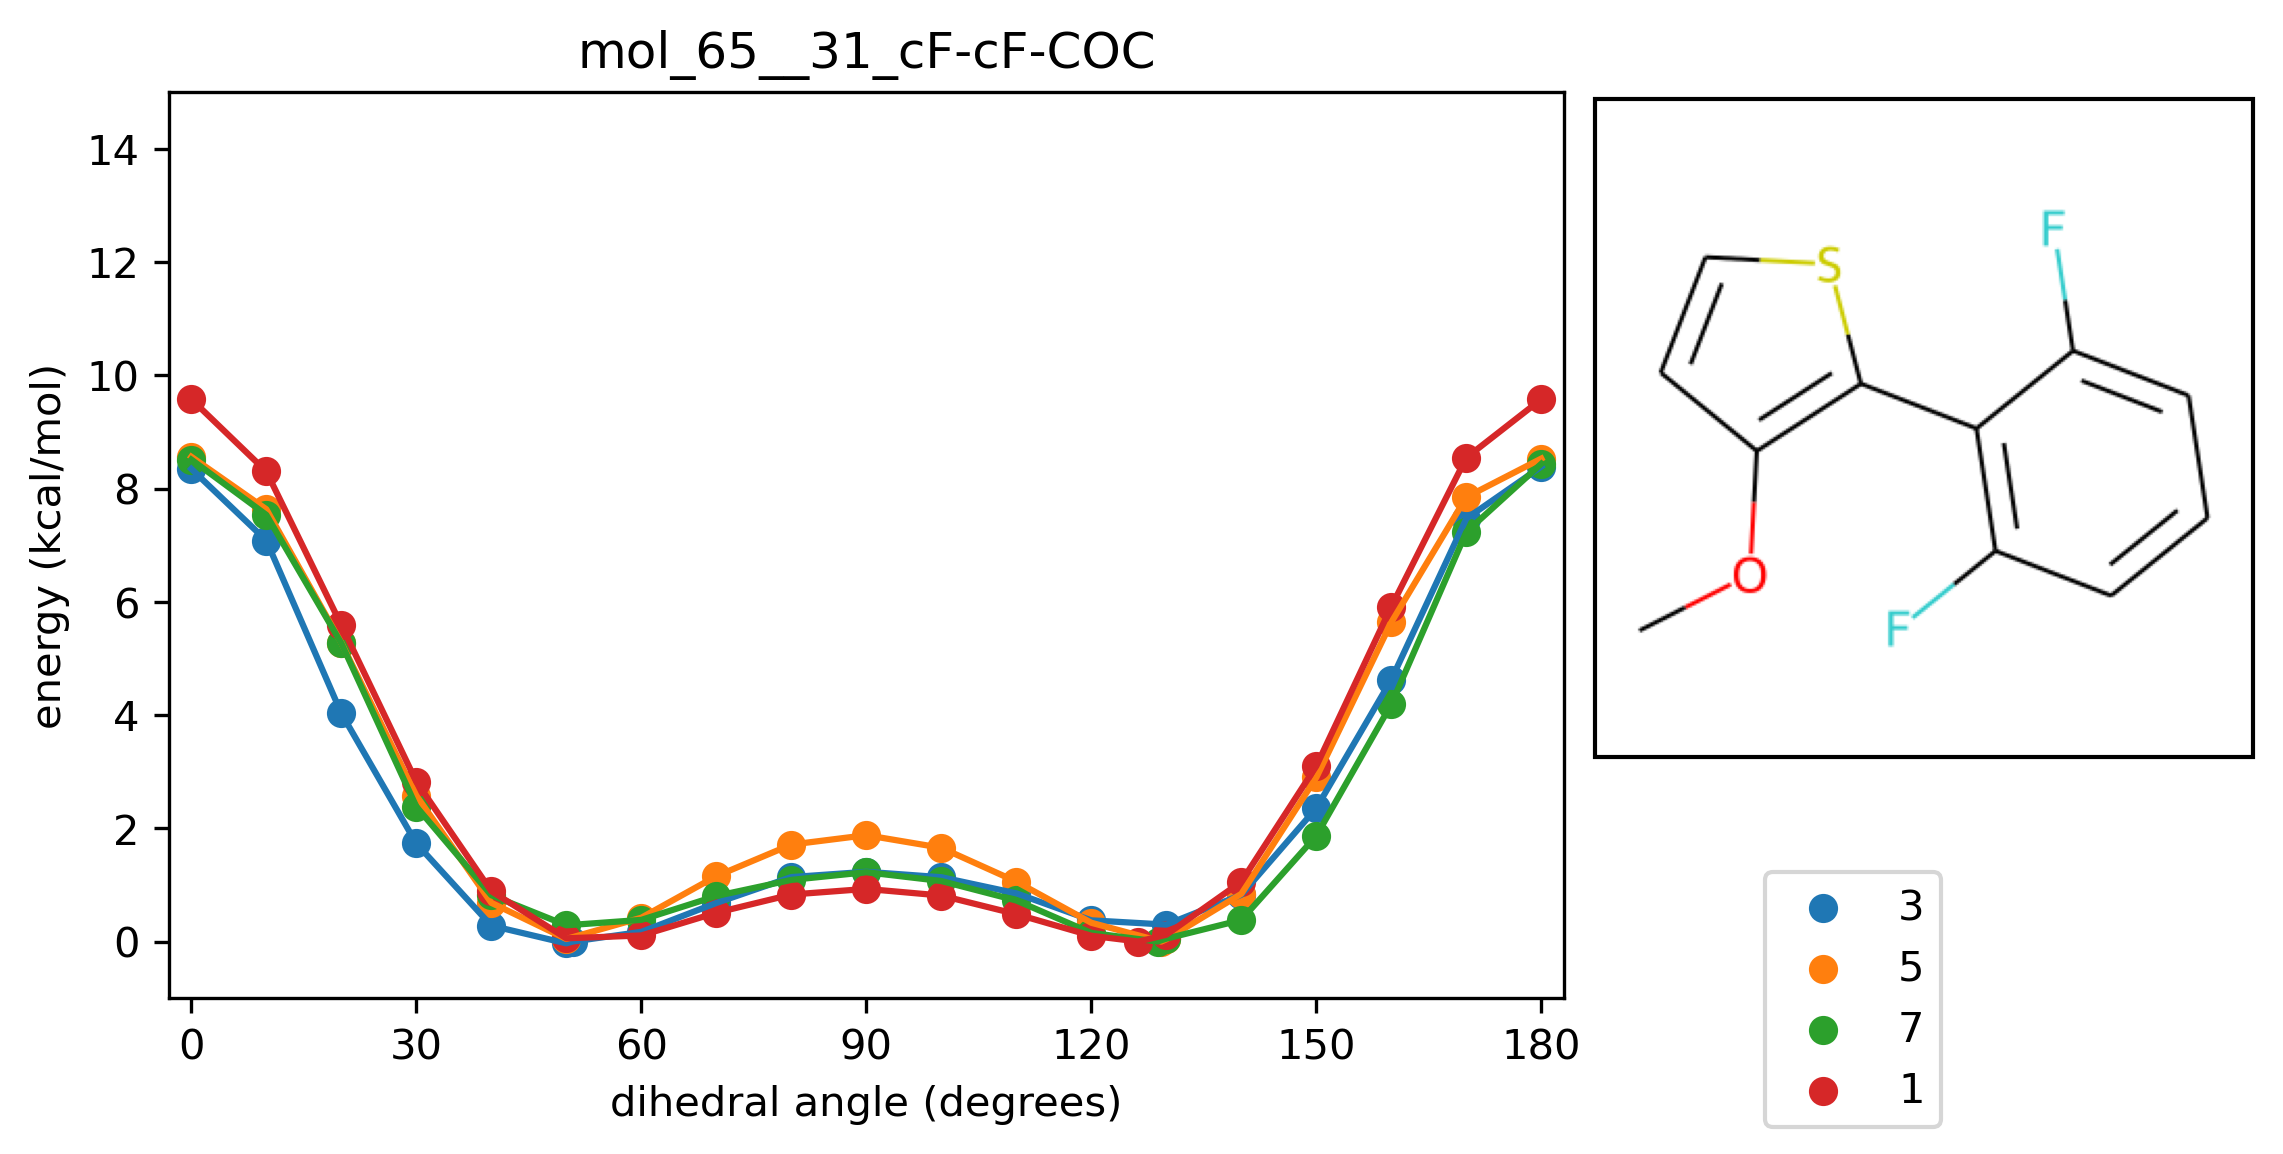 mol_65__31_cF-cF-COC
14
12
10
8
6
4
2
0
energy (kcal/mol)
0 30 60 90 120 150 180
dihedral angle (degrees)
F
S
O
F
3
5
7
1